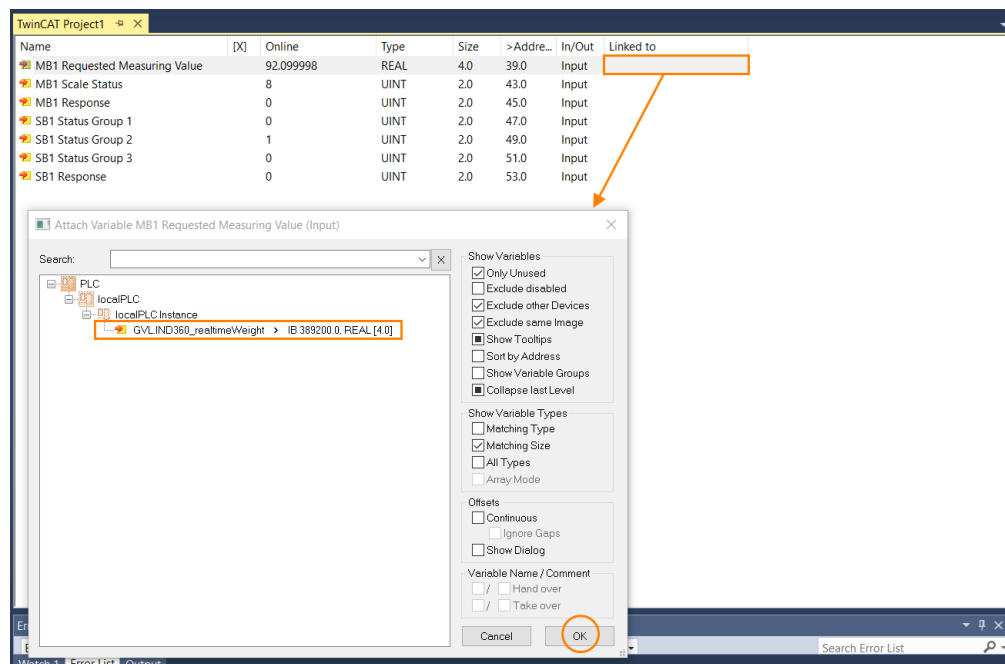 TwinCAT Project1
Name [X] Online Type Size >Addre... In/Out Linked to
MB1 Requested Measuring Value 92.099998 REAL 4.0 39.0 Input
MB1 Scale Status 8 UINT 2.0 43.0 Input
MB1 Response 0 UINT 2.0 45.0 Input
SB1 Status Group 1 0 UINT 2.0 47.0 Input
SB1 Status Group 2 1 UINT 2.0 49.0 Input
SB1 Status Group 3 0 UINT 2.0 51.0 Input
SB1 Response 0 UINT 2.0 53.0 Input
Attach Variable MB1 Requested Measuring Value (Input)
Search:
PLC
localPLC
localPLC Instance
GVL.IND360_realtimeWeight > IB 389200.0, REAL [4.0]
Show Variables
Only Unused
Exclude disabled
Exclude other Devices
Exclude same Image
Show Tooltips
Sort by Address
Show Variable Groups
Collapse last Level
Show Variable Types
Matching Type
Matching Size
All Types
Array Mode
Offsets
Continuous
Ignore Gaps
Show Dialog
Variable Name / Comment
/ Hand over
/ Take over
Cancel OK
Search Error List
Watch 1 Error List Output